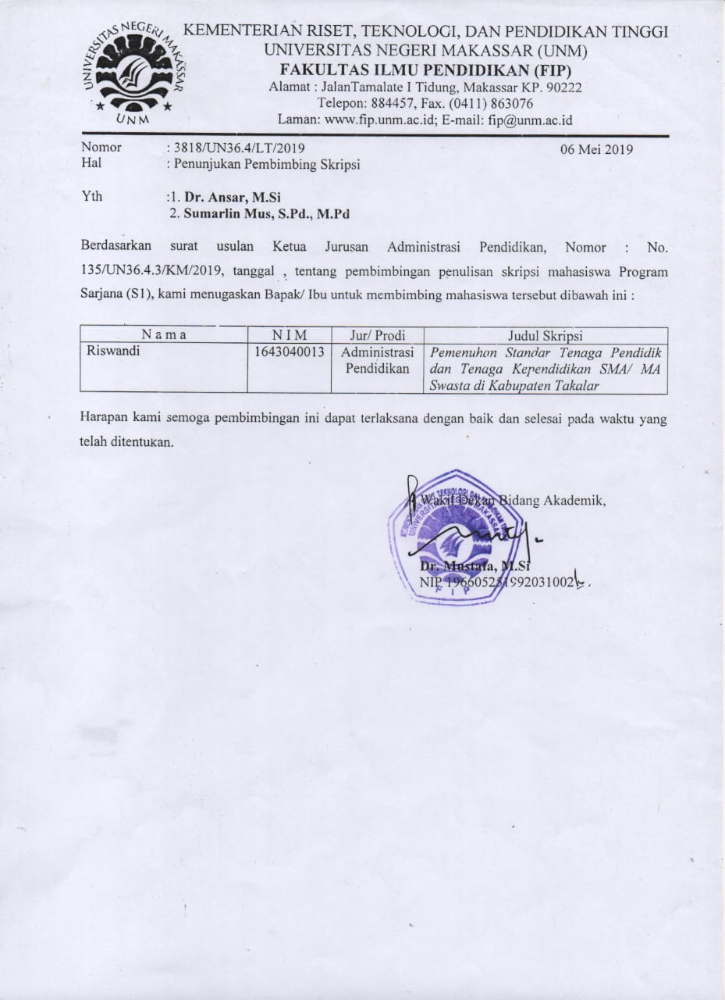 UNIVERSITAS NEGERI MAKASSAR
UNM
KEMENTERIAN RISET, TEKNOLOGI, DAN PENDIDIKAN TINGGI
UNIVERSITAS NEGERI MAKASSAR (UNM)
FAKULTAS ILMU PENDIDIKAN (FIP)
Alamat : JalanTamalate I Tidung, Makassar KP. 90222
Telepon: 884457, Fax. (0411) 863076
Laman: www.fip.unm.ac.id; E-mail: fip@unm.ac.id
Nomor : 3818/UN36.4/LT/2019 06 Mei 2019
Hal : Penunjukan Pembimbing Skripsi
Yth :1. Dr. Ansar, M.Si
2. Sumarlin Mus, S.Pd., M.Pd
Berdasarkan surat usulan Ketua Jurusan Administrasi Pendidikan, Nomor : No.
135/UN36.4.3/KM/2019, tanggal , tentang pembimbingan penulisan skripsi mahasiswa Program
Sarjana (S1), kami menugaskan Bapak/ Ibu untuk membimbing mahasiswa tersebut dibawah ini :
N a m a N I M Jur/ Prodi Judul Skripsi
Riswandi 1643040013 Administrasi Pemenuhan Standar Tenaga Pendidik
Pendidikan dan Tenaga Kependidikan SMA/ MA
Swasta di Kabupaten Takalar
Harapan kami semoga pembimbingan ini dapat terlaksana dengan baik dan selesai pada waktu yang
telah ditentukan.
Wakil Dekan Bidang Akademik,
UNIVERSITAS NEGERI MAKASSAR
Dr. Mustafa, M.Si
NIP 196605251992031002
F I P